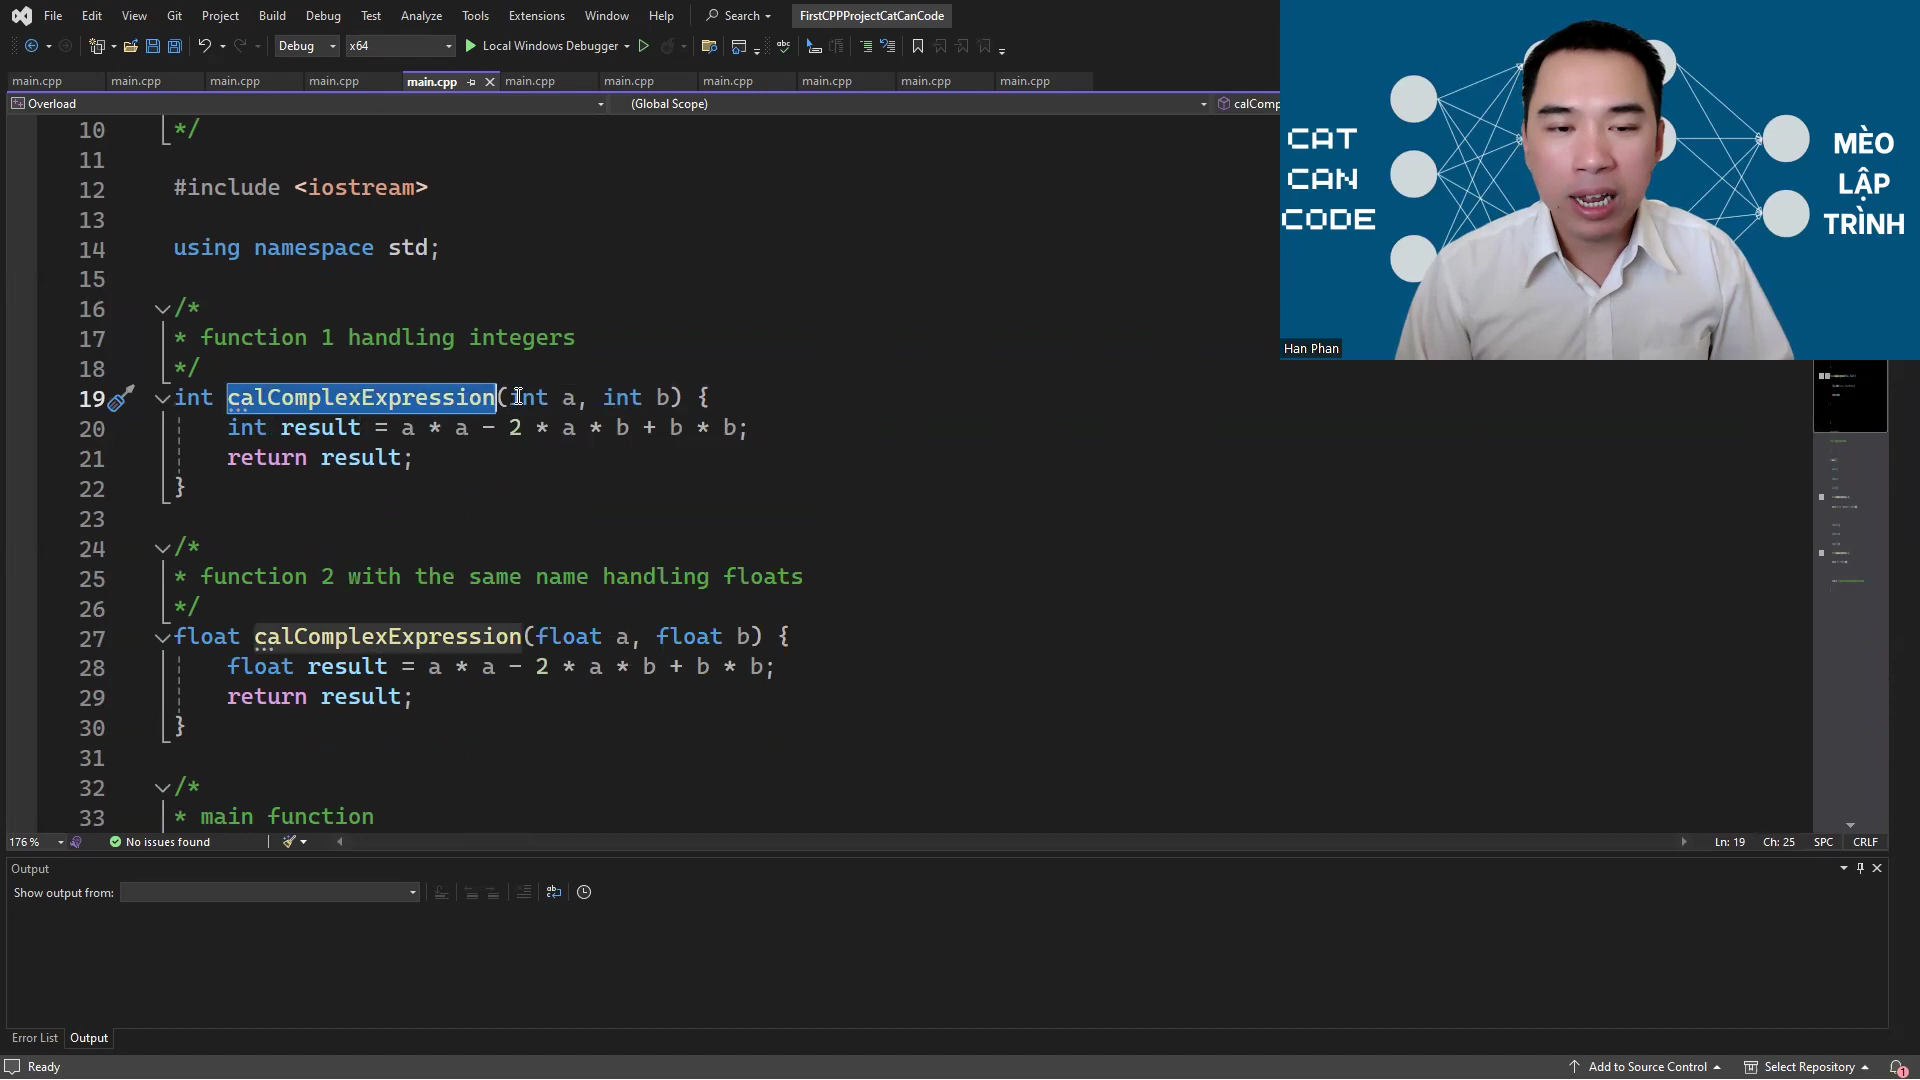 File Edit View Git Project Build Debug Test Analyze Tools Extensions Window Help Search FirstCPPProjectCatCanCode
Debug x64 Local Windows Debugger
main.cpp main.cpp main.cpp main.cpp main.cpp main.cpp main.cpp main.cpp main.cpp main.cpp main.cpp
Overload (Global Scope) calComp
10 */
11
12 #include <iostream>
13
14 using namespace std;
15
16 /*
17 * function 1 handling integers
18 */
19 int calComplexExpression(int a, int b) {
20 int result = a * a - 2 * a * b + b * b;
21 return result;
22 }
23
24 /*
25 * function 2 with the same name handling floats
26 */
27 float calComplexExpression(float a, float b) {
28 float result = a * a - 2 * a * b + b * b;
29 return result;
30 }
31
32 /*
33 * main function
CAT
CAN
CODE
MÈO
LẬP
TRÌNH
Han Phan
176 % No issues found Ln: 19 Ch: 25 SPC CRLF
Output
Show output from:
Error List Output
Ready Add to Source Control Select Repository 1